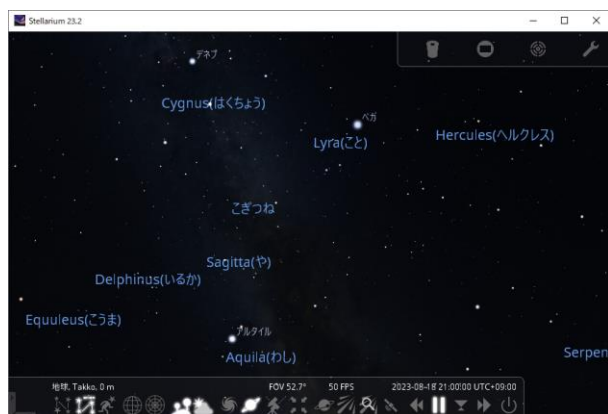 Stellarium 23.2
デネブ
Cygnus(はくちょう)
ベガ
Lyra(こと)
Hercules(ヘルクレス)
こぎつね
Sagitta(や)
Delphinus(いるか)
Equuleus(こうま)
アルタイル
Aquila(わし)
Serpen
地球, Takko, 0 m
FOV 52.7°
50 FPS
2023-08-18 21:00:00 UTC+09:00